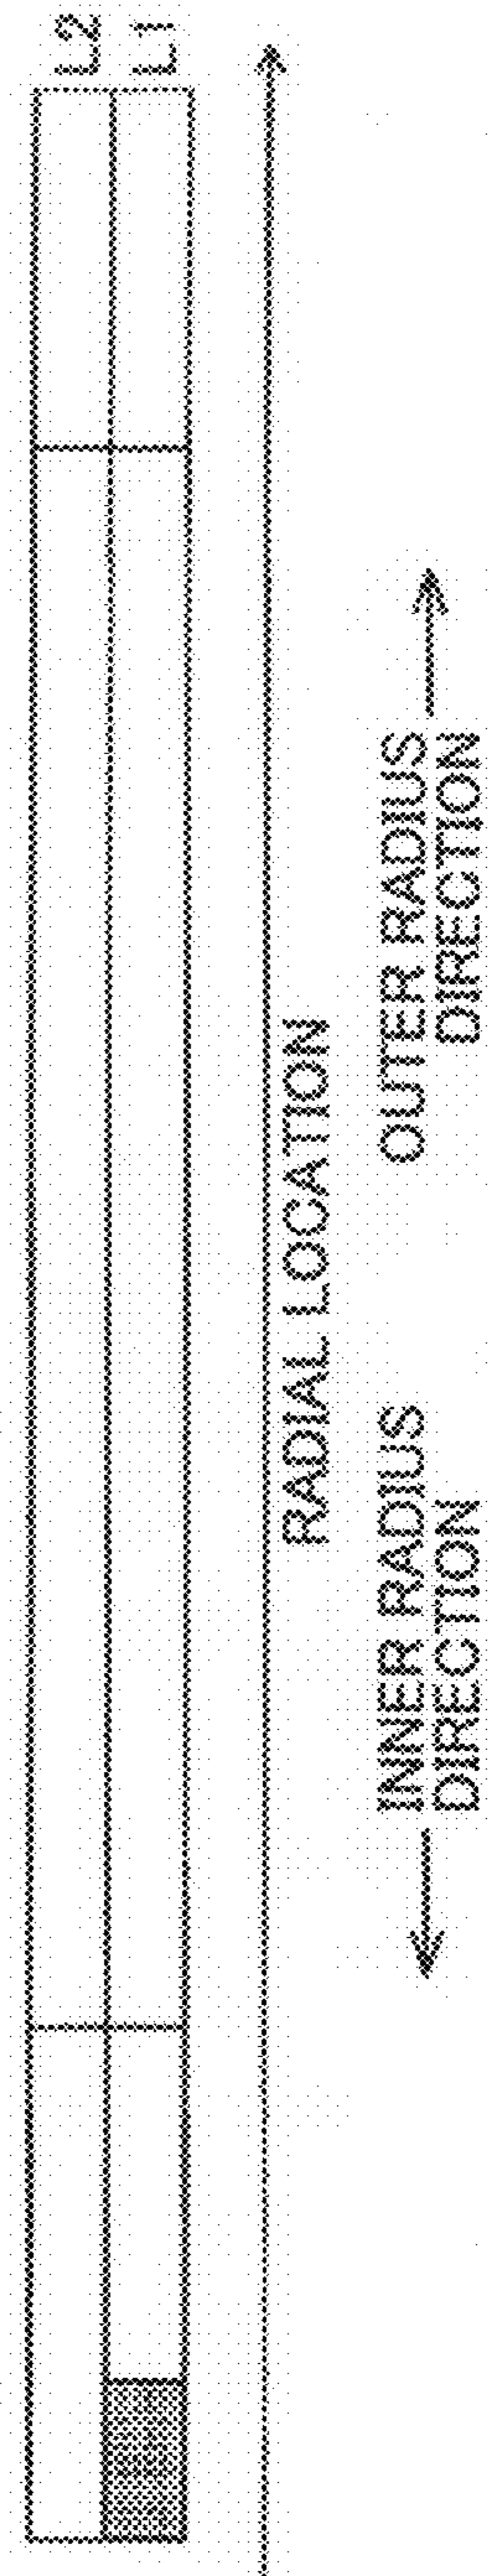 L2
L1
RADIAL LOCATION
INNER RADIUS
DIRECTION
OUTER RADIUS
DIRECTION